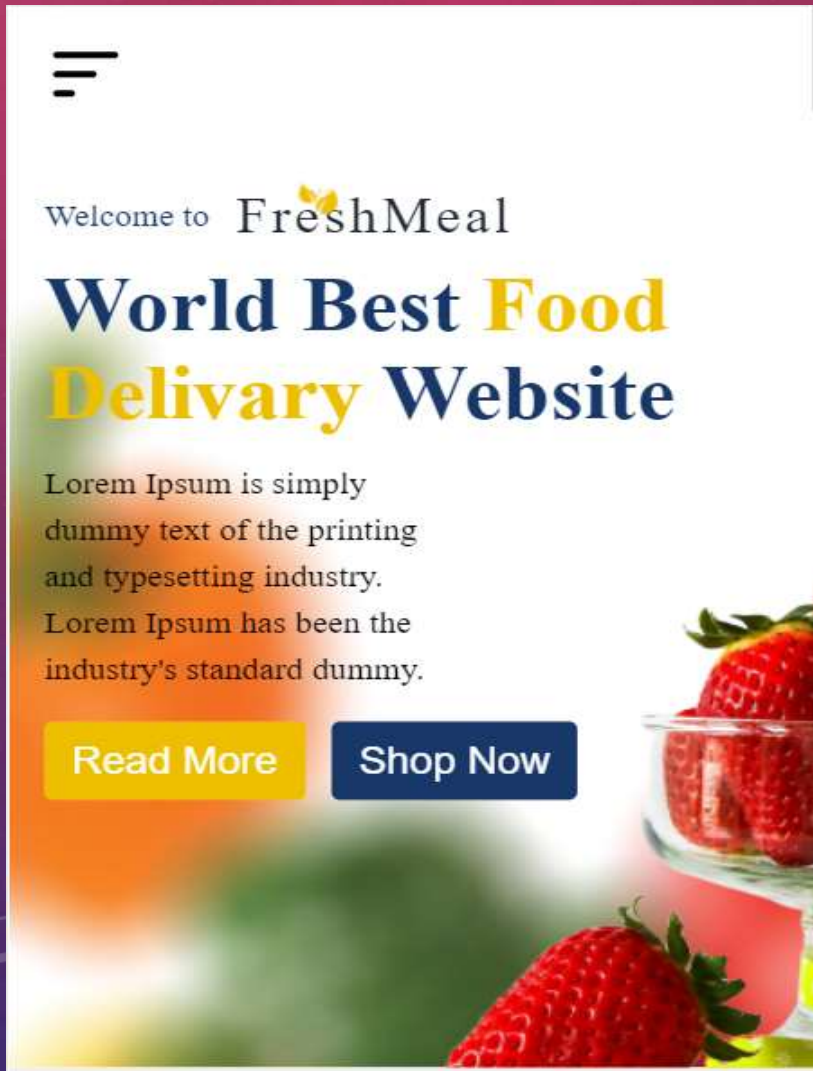 Welcome to FreshMeal
World Best Food
Delivary Website
Lorem Ipsum is simply
dummy text of the printing
and typesetting industry.
Lorem Ipsum has been the
industry's standard dummy.
Read More Shop Now